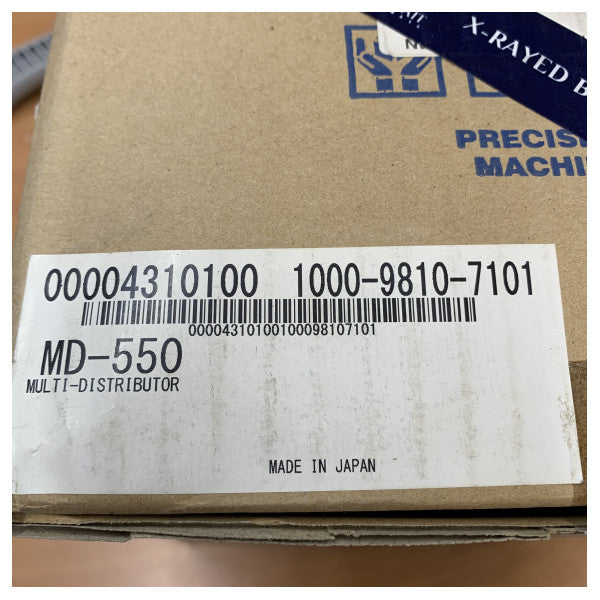 X-RAYED B
PRECIS
MACHI
00004310100 1000-9810-7101
00004310100100098107101
MD-550
MULTI-DISTRIBUTOR
MADE IN JAPAN